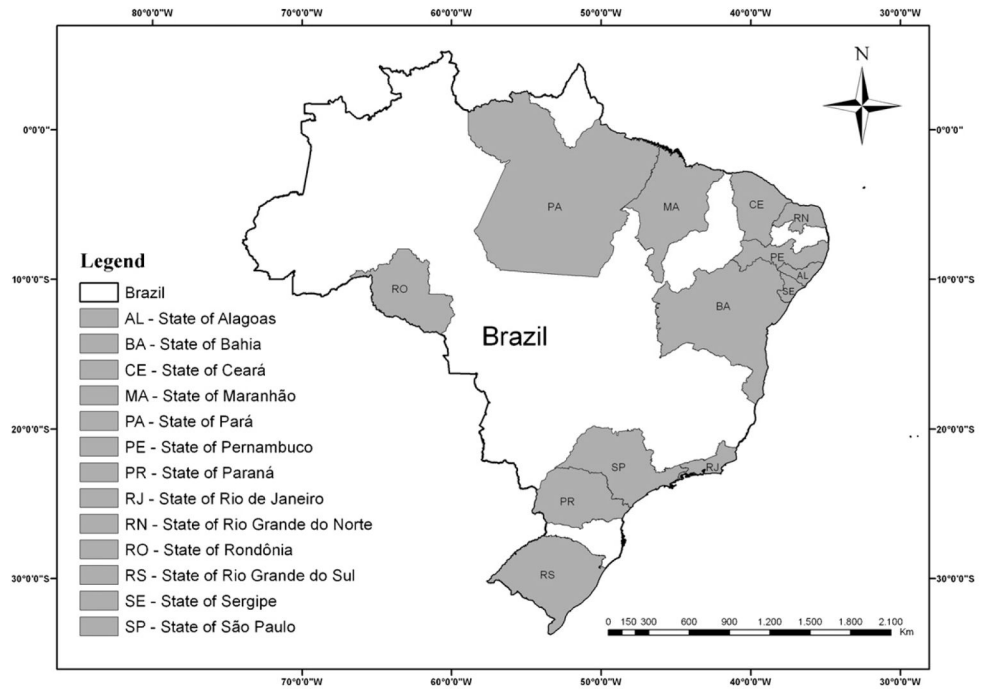 80°0'0"W 70°0'0"W 60°0'0"W 50°0'0"W 40°0'0"W 30°0'0"W
N
0°0'0" 0°0'0"
PA MA CE RN
PE
AL
SE
BA
RO
Legend
10°0'0"S 10°0'0"S
Brazil
Brazil
AL - State of Alagoas
BA - State of Bahia
CE - State of Ceará
MA - State of Maranhão
PA - State of Pará
20°0'0"S 20°0'0"S
PE - State of Pernambuco
PR - State of Paraná
RJ - State of Rio de Janeiro
RN - State of Rio Grande do Norte
RO - State of Rondônia
RS - State of Rio Grande do Sul
SE - State of Sergipe
SP - State of São Paulo
SP RJ
PR
RS
30°0'0"S 30°0'0"S
0 150 300 600 900 1.200 1.500 1.800 2.100
Km
70°0'0"W 60°0'0"W 50°0'0"W 40°0'0"W 30°0'0"W